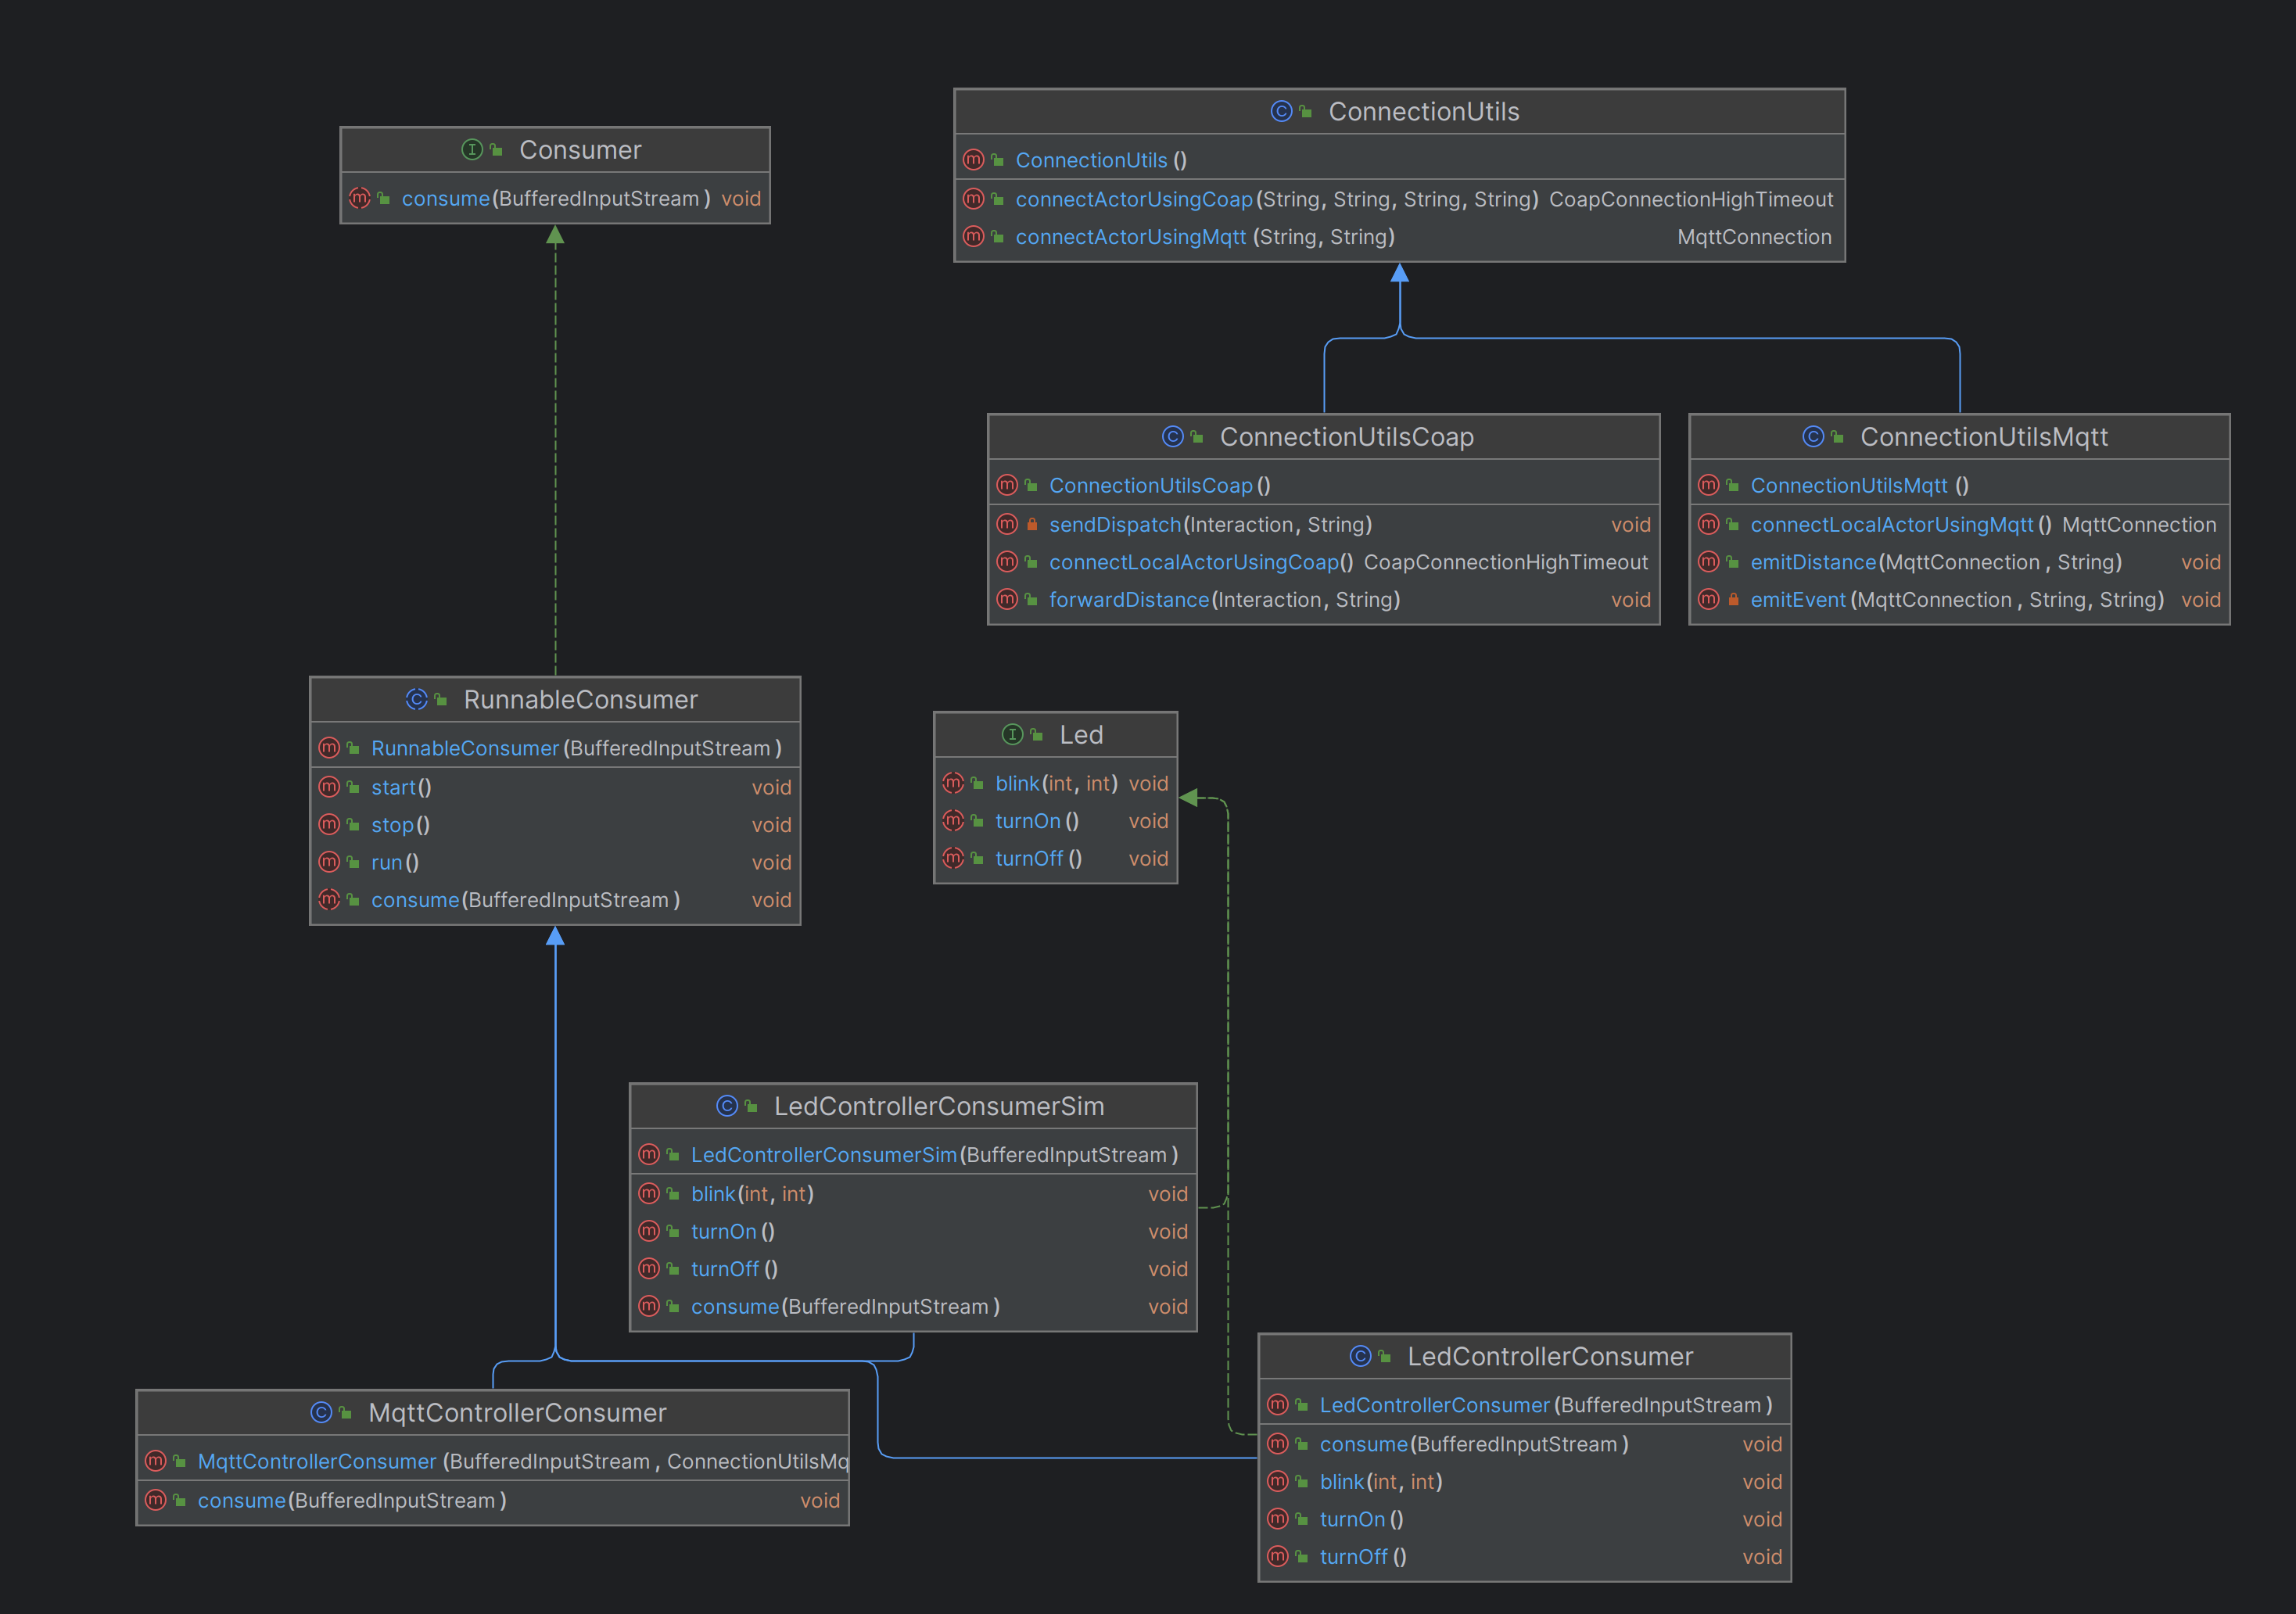 Consumer
consume(BufferedInputStream) void
ConnectionUtils
ConnectionUtils()
connectActorUsingCoap(String, String, String, String) CoapConnectionHighTimeout
connectActorUsingMqtt(String, String) MqttConnection
ConnectionUtilsCoap
ConnectionUtilsCoap()
sendDispatch(Interaction, String) void
connectLocalActorUsingCoap() CoapConnectionHighTimeout
forwardDistance(Interaction, String) void
ConnectionUtilsMqtt
ConnectionUtilsMqtt()
connectLocalActorUsingMqtt() MqttConnection
emitDistance(MqttConnection, String) void
emitEvent(MqttConnection, String, String) void
RunnableConsumer
RunnableConsumer(BufferedInputStream)
start() void
stop() void
run() void
consume(BufferedInputStream) void
Led
blink(int, int) void
turnOn() void
turnOff() void
LedControllerConsumerSim
LedControllerConsumerSim(BufferedInputStream)
blink(int, int) void
turnOn() void
turnOff() void
consume(BufferedInputStream) void
LedControllerConsumer
LedControllerConsumer(BufferedInputStream)
consume(BufferedInputStream) void
blink(int, int) void
turnOn() void
turnOff() void
MqttControllerConsumer
MqttControllerConsumer(BufferedInputStream, ConnectionUtilsMq
consume(BufferedInputStream) void